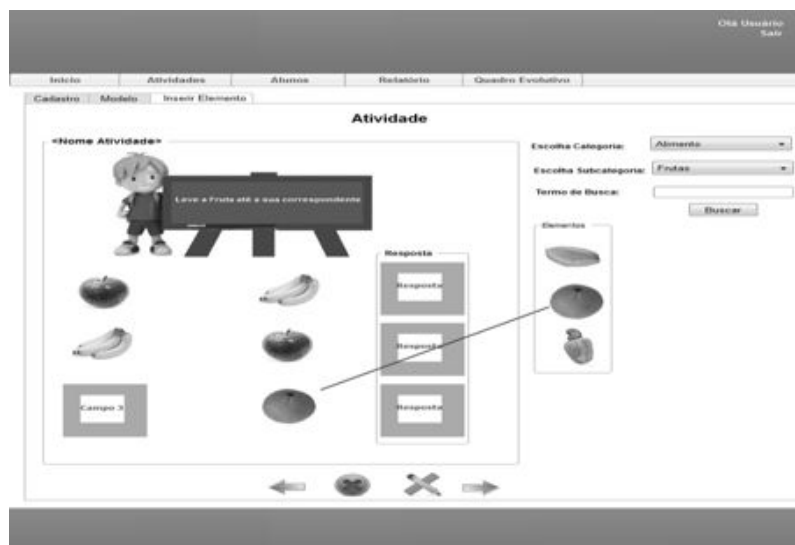 Olá Usuário
Sair
Início Atividades Alunos Relatório Quadro Evolutivo
Cadastro Modelo Inserir Elemento
Atividade
<Nome Atividade>
Leve a Fruta até a sua correspondente
Escolha Categoria: Alimento
Escolha Subcategoria: Frutas
Termo de Busca:
Buscar
Elementos
Resposta
Resposta
Resposta
Campo 3
Resposta